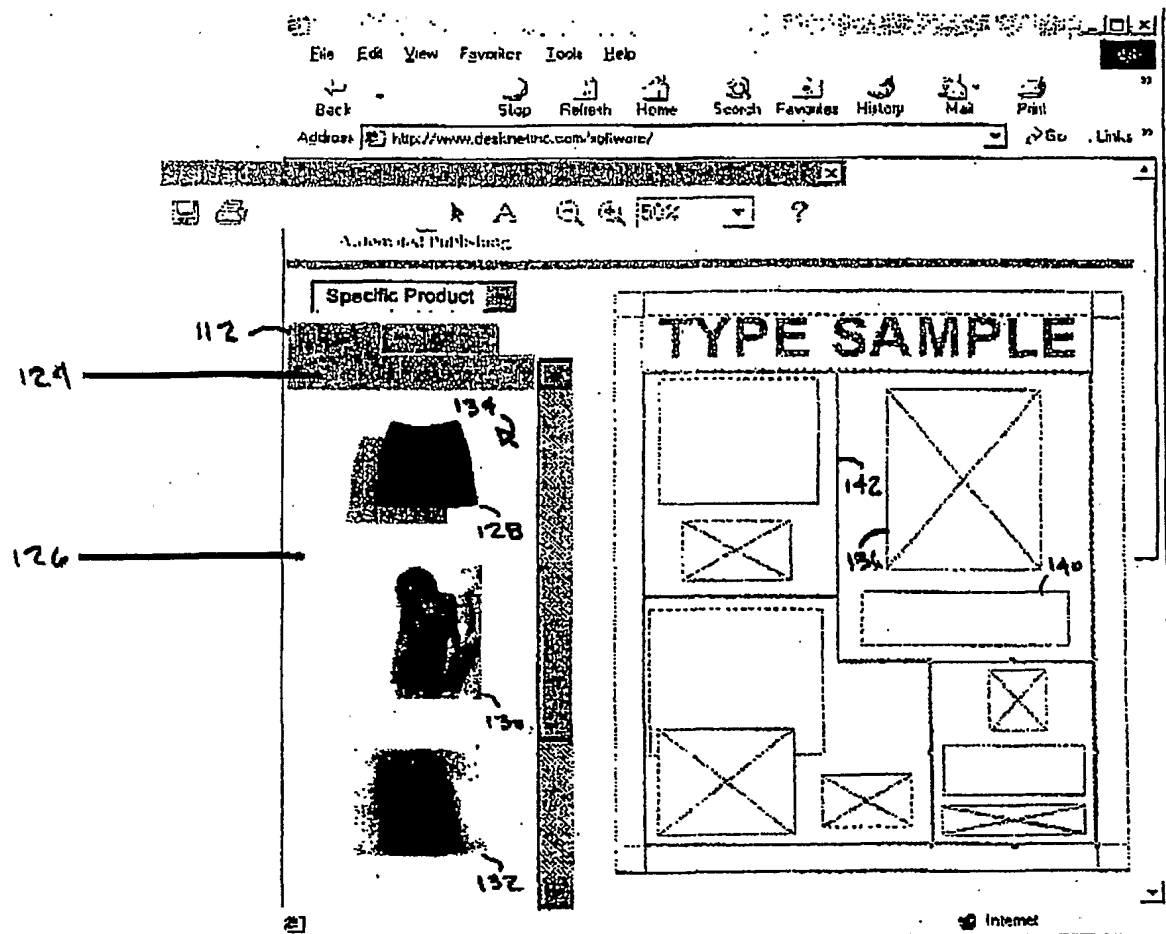 File Edit View Favorites Tools Help
Back Stop Refresh Home Search Favorites History Mail Print
Address http://www.desknetinc.com/software/ Go Links »
50% ?
Automated Publishing
Specific Product
TYPE SAMPLE
112
124
134
142
128
126
136
140
130
132
Internet